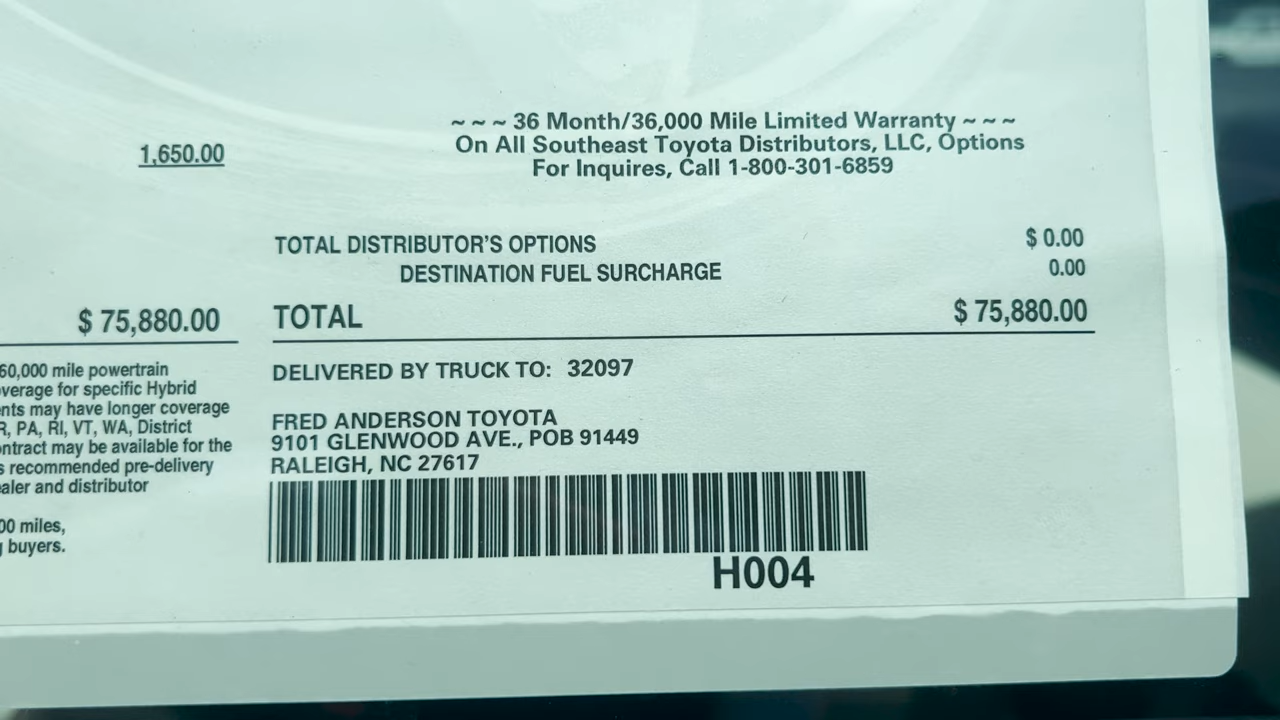 ~ ~ ~ 36 Month/36,000 Mile Limited Warranty ~ ~ ~
On All Southeast Toyota Distributors, LLC, Options
For Inquires, Call 1-800-301-6859
1,650.00
TOTAL DISTRIBUTOR'S OPTIONS $ 0.00
DESTINATION FUEL SURCHARGE 0.00
$ 75,880.00
TOTAL $ 75,880.00
60,000 mile powertrain
verage for specific Hybrid
nts may have longer coverage
R, PA, RI, VT, WA, District
ontract may be available for the
s recommended pre-delivery
ealer and distributor
00 miles,
buyers.
DELIVERED BY TRUCK TO: 32097
FRED ANDERSON TOYOTA
9101 GLENWOOD AVE., POB 91449
RALEIGH, NC 27617
H004